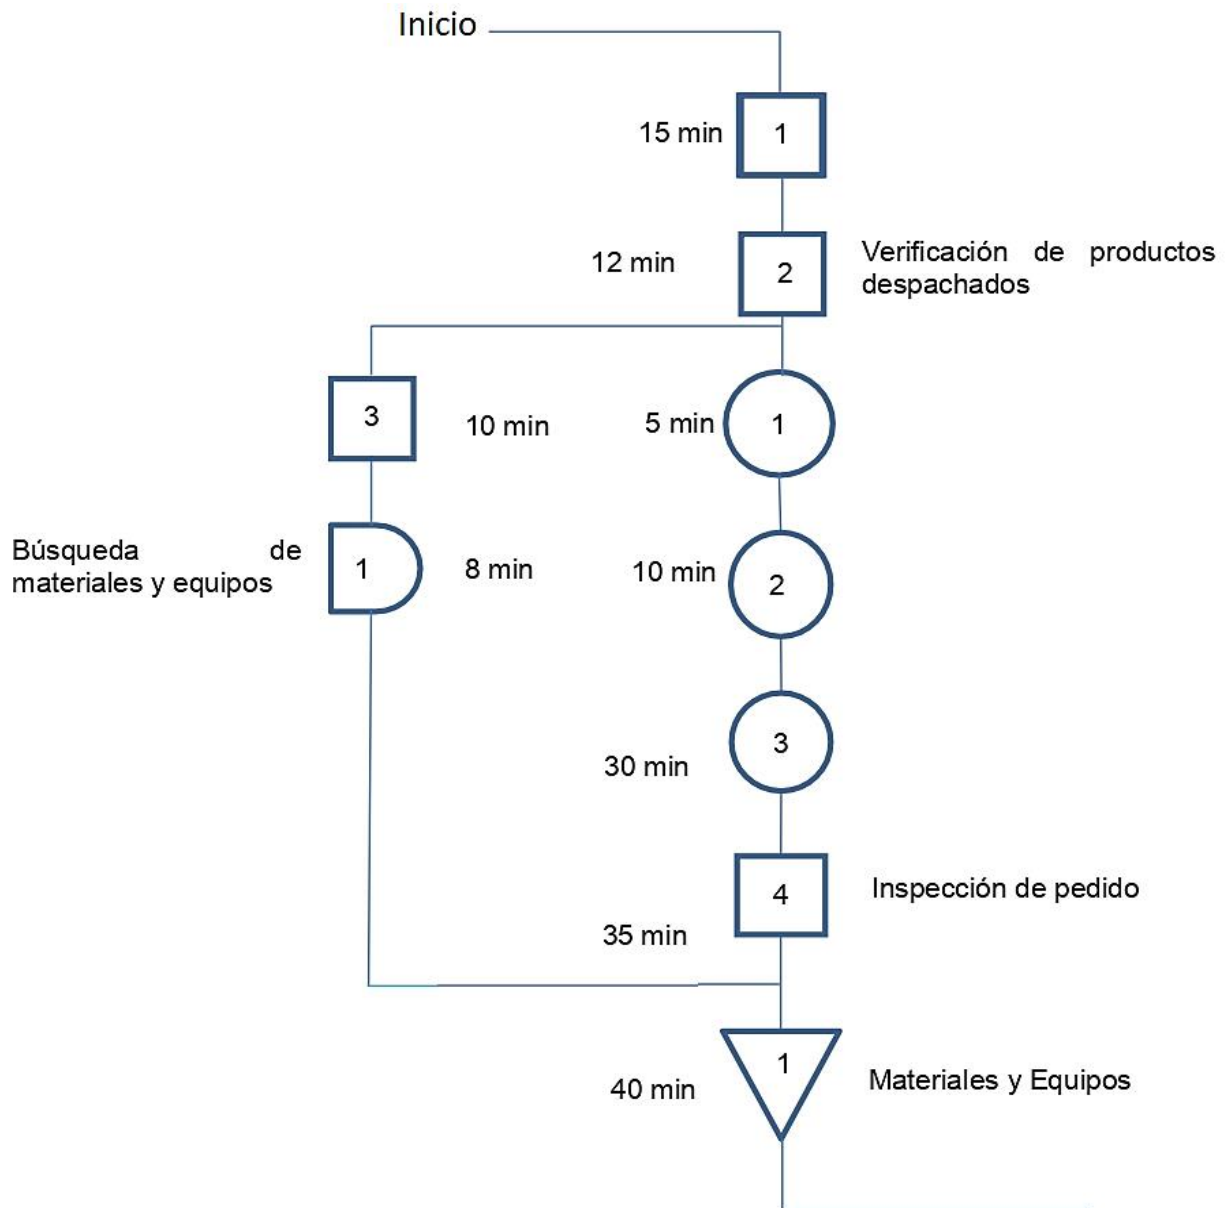 Inicio
15 min
1
12 min
2
Verificación de productos
despachados
3
10 min
5 min
1
Búsqueda de
materiales y equipos
1
8 min
10 min
2
30 min
3
4
Inspección de pedido
35 min
1
40 min
Materiales y Equipos